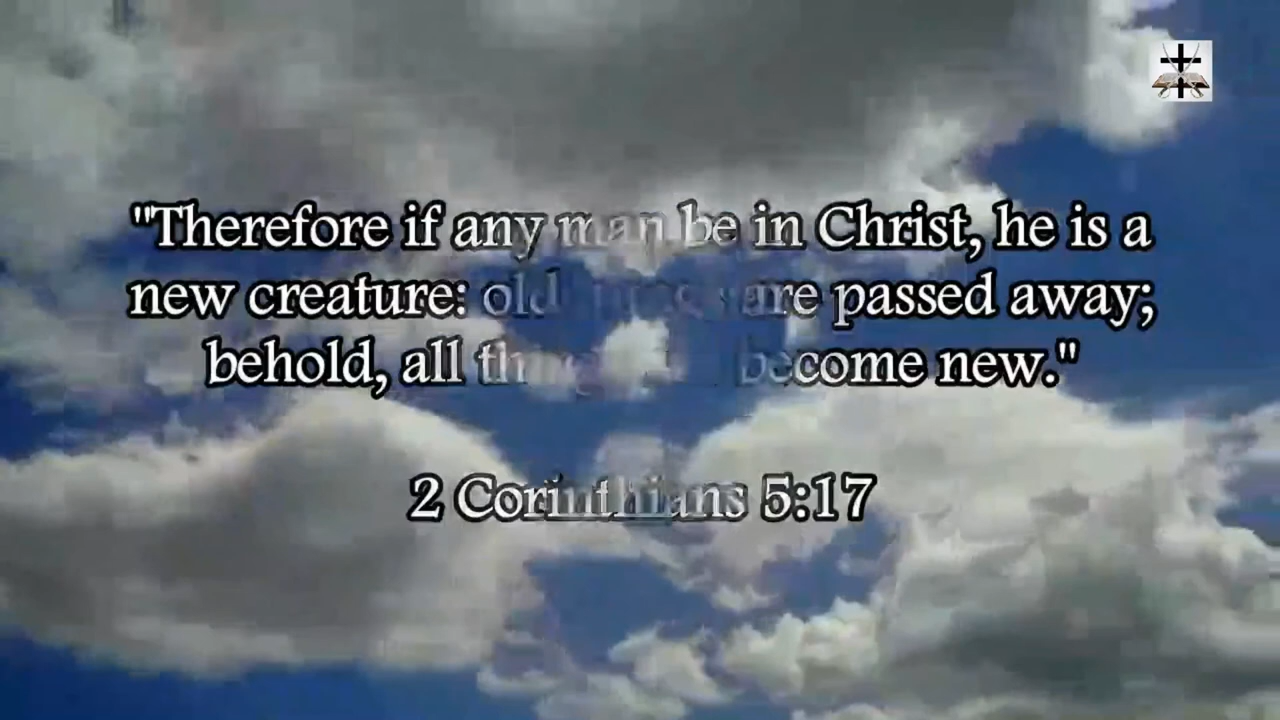 "Therefore if any man be in Christ, he is a
new creature: old are passed away;
behold, all become new."
2 Corinthians 5:17